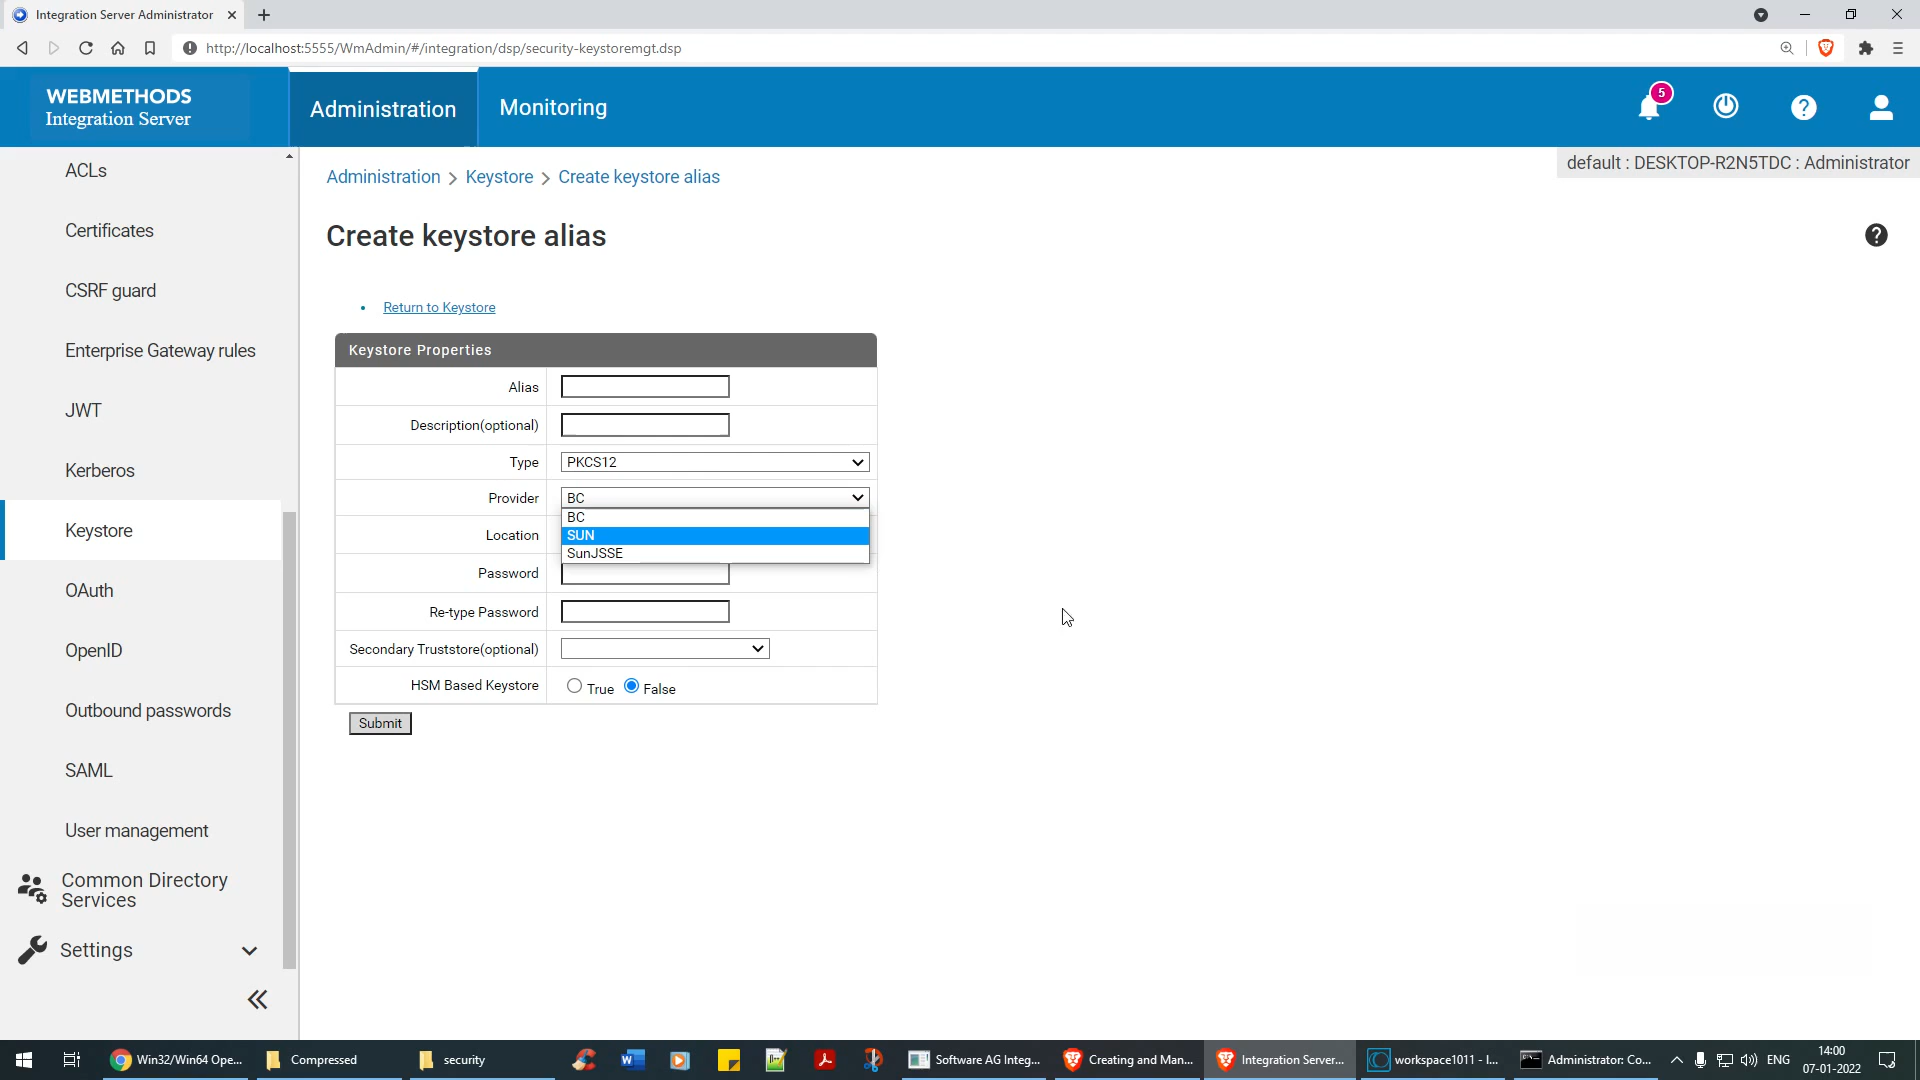 Integration Server Administrator
http://localhost:5555/WmAdmin/#/integration/dsp/security-keystoremgt.dsp
WEBMETHODS
Integration Server
Administration
Monitoring
5
default : DESKTOP-R2N5TDC : Administrator
ACLs
Certificates
CSRF guard
Enterprise Gateway rules
JWT
Kerberos
Keystore
OAuth
OpenID
Outbound passwords
SAML
User management
Common Directory
Services
Settings
Administration > Keystore > Create keystore alias
Create keystore alias
Return to Keystore
Keystore Properties
Alias
Description(optional)
Type PKCS12
Provider BC
BC
SUN
SunJSSE
Location
Password
Re-type Password
Secondary Truststore(optional)
HSM Based Keystore True False
Submit
Win32/Win64 Ope...
Compressed
security
Software AG Integ...
Creating and Man...
Integration Server...
workspace1011 - I...
Administrator: Co...
ENG
14:00
07-01-2022